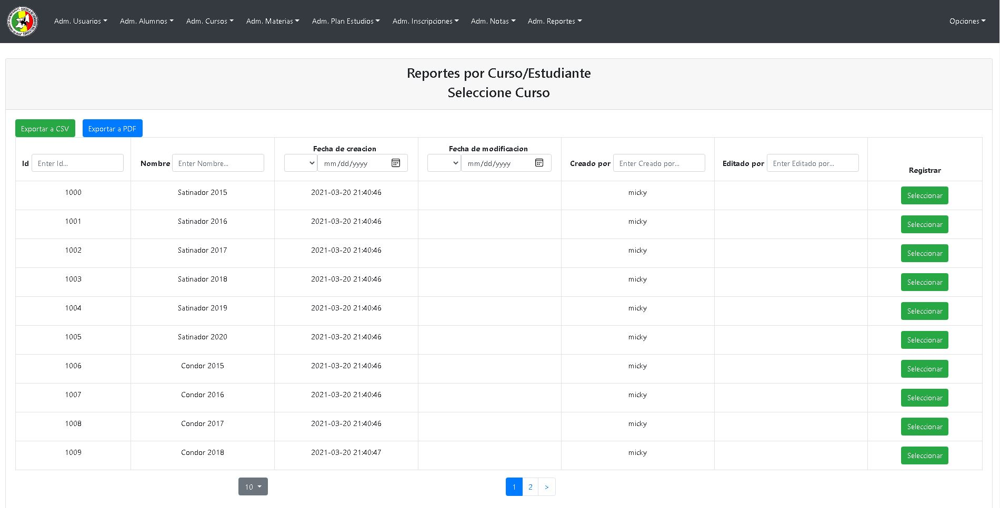 Adm. Usuarios Adm. Alumnos Adm. Cursos Adm. Materias Adm. Plan Estudios Adm. Inscripciones Adm. Notas Adm. Reportes Opciones
Reportes por Curso/Estudiante
Seleccione Curso
Exportar a CSV Exportar a PDF
Id Enter Id... Nombre Enter Nombre... Fecha de creacion mm/dd/yyyy Fecha de modificacion mm/dd/yyyy Creado por Enter Creado por... Editado por Enter Editado por... Registrar
1000 Satinador 2015 2021-03-20 21:40:46 micky Seleccionar
1001 Satinador 2016 2021-03-20 21:40:46 micky Seleccionar
1002 Satinador 2017 2021-03-20 21:40:46 micky Seleccionar
1003 Satinador 2018 2021-03-20 21:40:46 micky Seleccionar
1004 Satinador 2019 2021-03-20 21:40:46 micky Seleccionar
1005 Satinador 2020 2021-03-20 21:40:46 micky Seleccionar
1006 Condor 2015 2021-03-20 21:40:46 micky Seleccionar
1007 Condor 2016 2021-03-20 21:40:46 micky Seleccionar
1008 Condor 2017 2021-03-20 21:40:46 micky Seleccionar
1009 Condor 2018 2021-03-20 21:40:47 micky Seleccionar
10 1 2 >